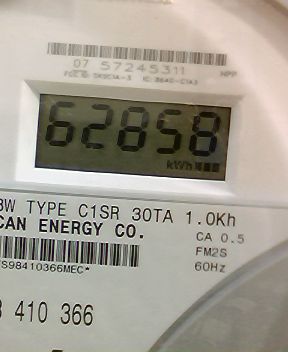 07 57245311
HPP
62858
kWh
3W TYPE C1SR 30TA 1.0Kh
CAN ENERGY CO.
CA 0.5
FM2S
60Hz
S98410366MEC*
3 410 366